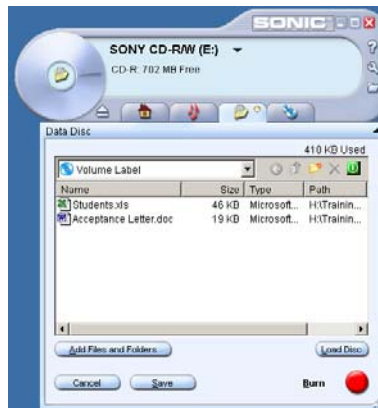 SONIC
SONY CD-R/W (E:)
CD-R: 702 MB Free
Data Disc
410 KB Used
Volume Label
Name Size Type Path
Students.xls 46 KB Microsoft... H:\Trainin...
Acceptance Letter.doc 19 KB Microsoft... H:\Trainin...
Add Files and Folders Load Disc
Cancel Save Burn